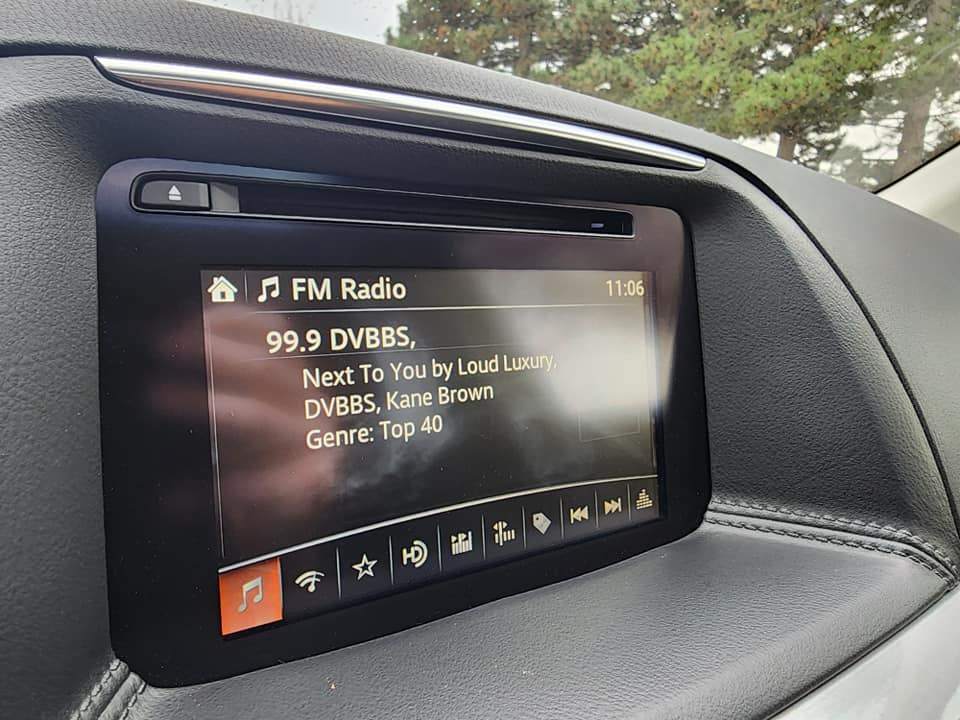 FM Radio 11:06
99.9 DVBBS,
Next To You by Loud Luxury,
DVBBS, Kane Brown
Genre: Top 40
HD